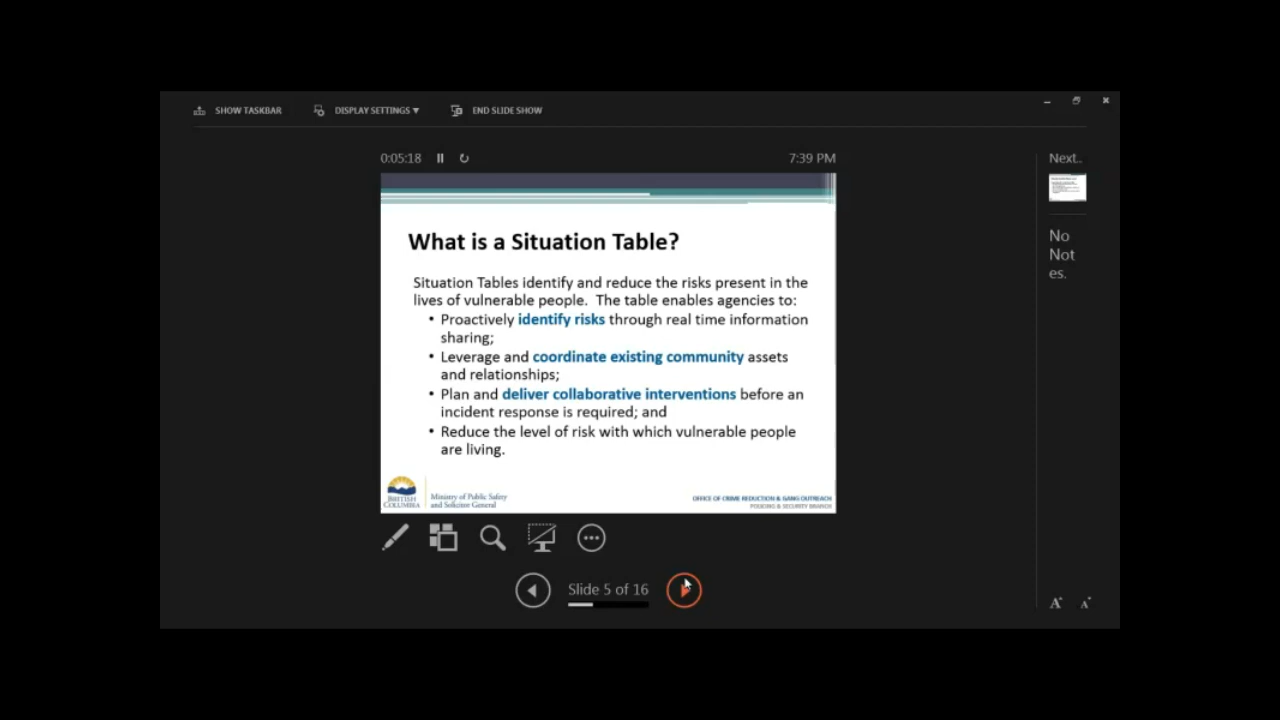 SHOW TASKBAR
DISPLAY SETTINGS ▾
END SLIDE SHOW
0:05:18
7:39 PM
Next..
What is a Situation Table?
Situation Tables identify and reduce the risks present in the
lives of vulnerable people. The table enables agencies to:
• Proactively identify risks through real time information
sharing;
• Leverage and coordinate existing community assets
and relationships;
• Plan and deliver collaborative interventions before an
incident response is required; and
• Reduce the level of risk with which vulnerable people
are living.
BRITISH
COLUMBIA
Ministry of Public Safety
and Solicitor General
OFFICE OF CRIME REDUCTION & GANG OUTREACH
POLICING & SECURITY BRANCH
No
Not
es.
Slide 5 of 16
A
A